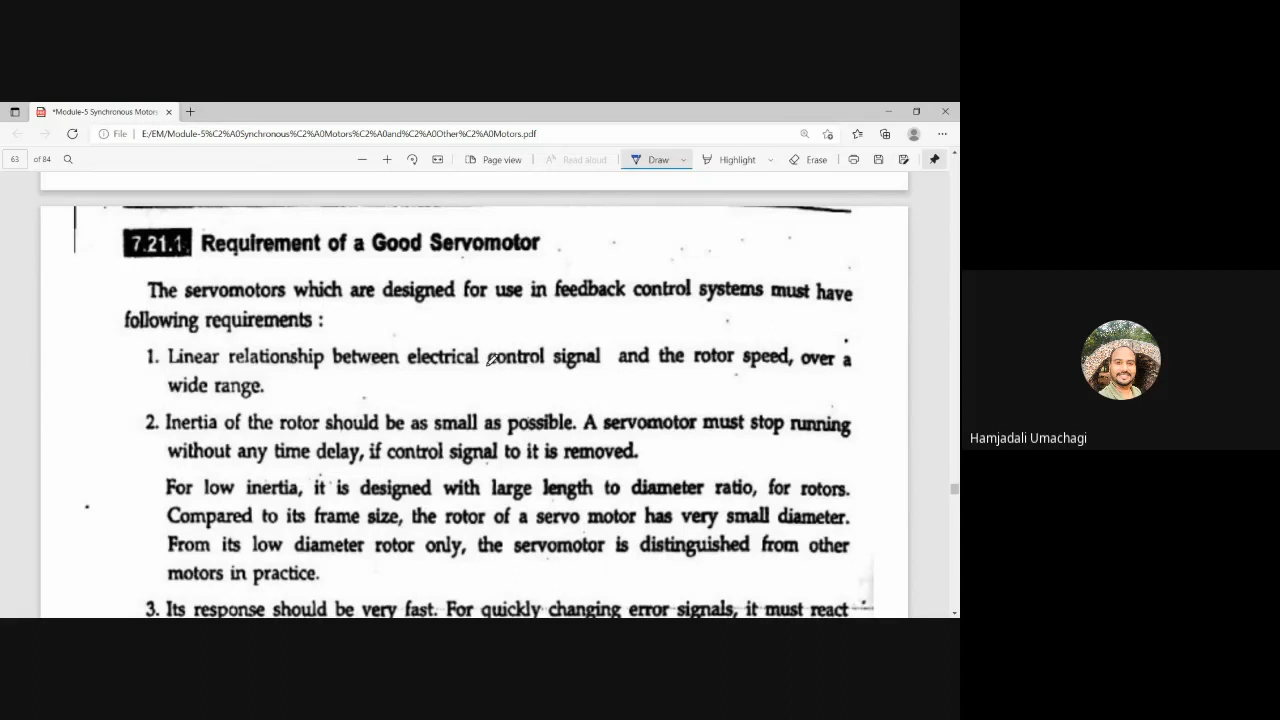 *Module-5 Synchronous Motors
File E:/EM/Module-5%C2%A0Synchronous%C2%A0Motors%C2%A0and%C2%A0Other%C2%A0Motors.pdf
63 of 84 Page view Read aloud Draw Highlight Erase
7.21.1 Requirement of a Good Servomotor
The servomotors which are designed for use in feedback control systems must have
following requirements :
1. Linear relationship between electrical control signal and the rotor speed, over a
wide range.
2. Inertia of the rotor should be as small as possible. A servomotor must stop running
without any time delay, if control signal to it is removed.
For low inertia, it is designed with large length to diameter ratio, for rotors.
Compared to its frame size, the rotor of a servo motor has very small diameter.
From its low diameter rotor only, the servomotor is distinguished from other
motors in practice.
3. Its response should be very fast. For quickly changing error signals, it must react
Hamjadali Umachagi